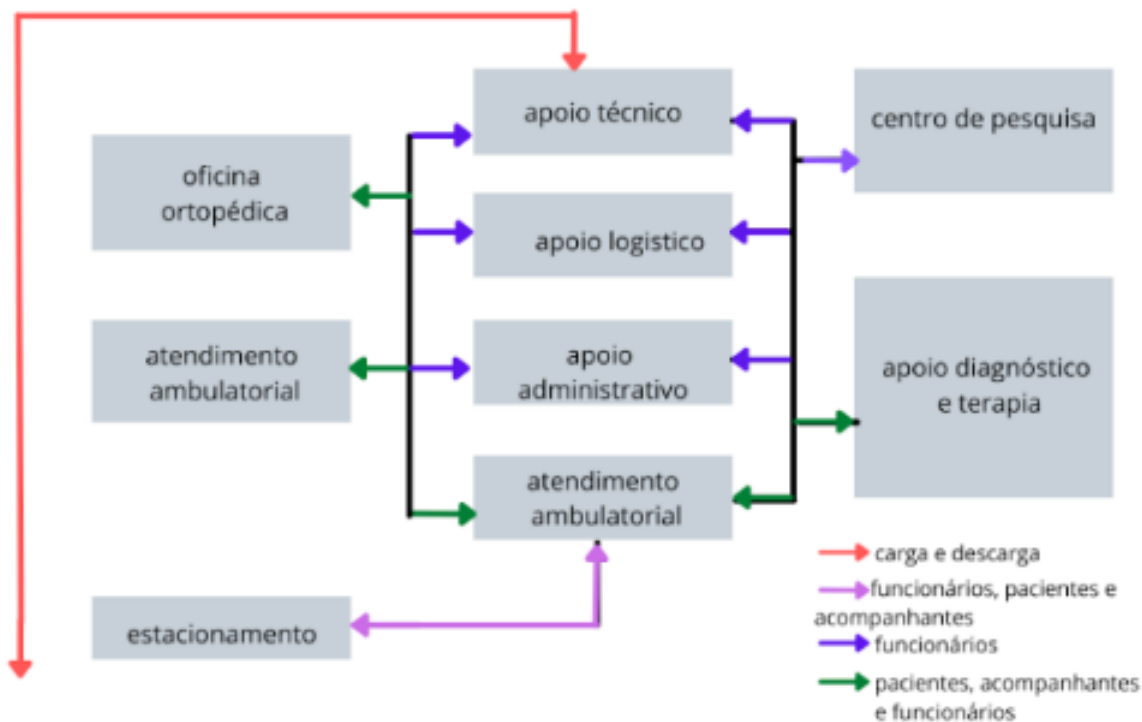 apoio técnico
centro de pesquisa
oficina
ortopédica
apoio logistico
atendimento
ambulatorial
apoio
administrativo
apoio diagnóstico
e terapia
atendimento
ambulatorial
estacionamento
carga e descarga
funcionários, pacientes e
acompanhantes
funcionários
pacientes, acompanhantes
e funcionários